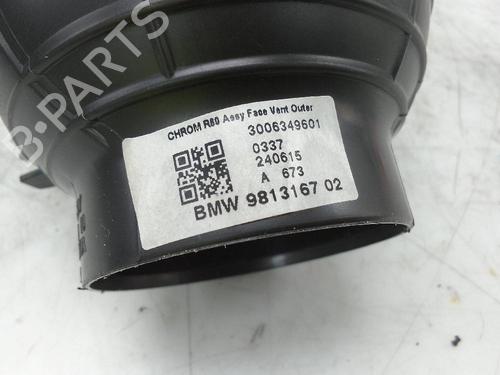 B-PARTS
CHROM R60 Assy Face Vent Outer
3006349601
0337
240615
A 673
BMW 9813167 02